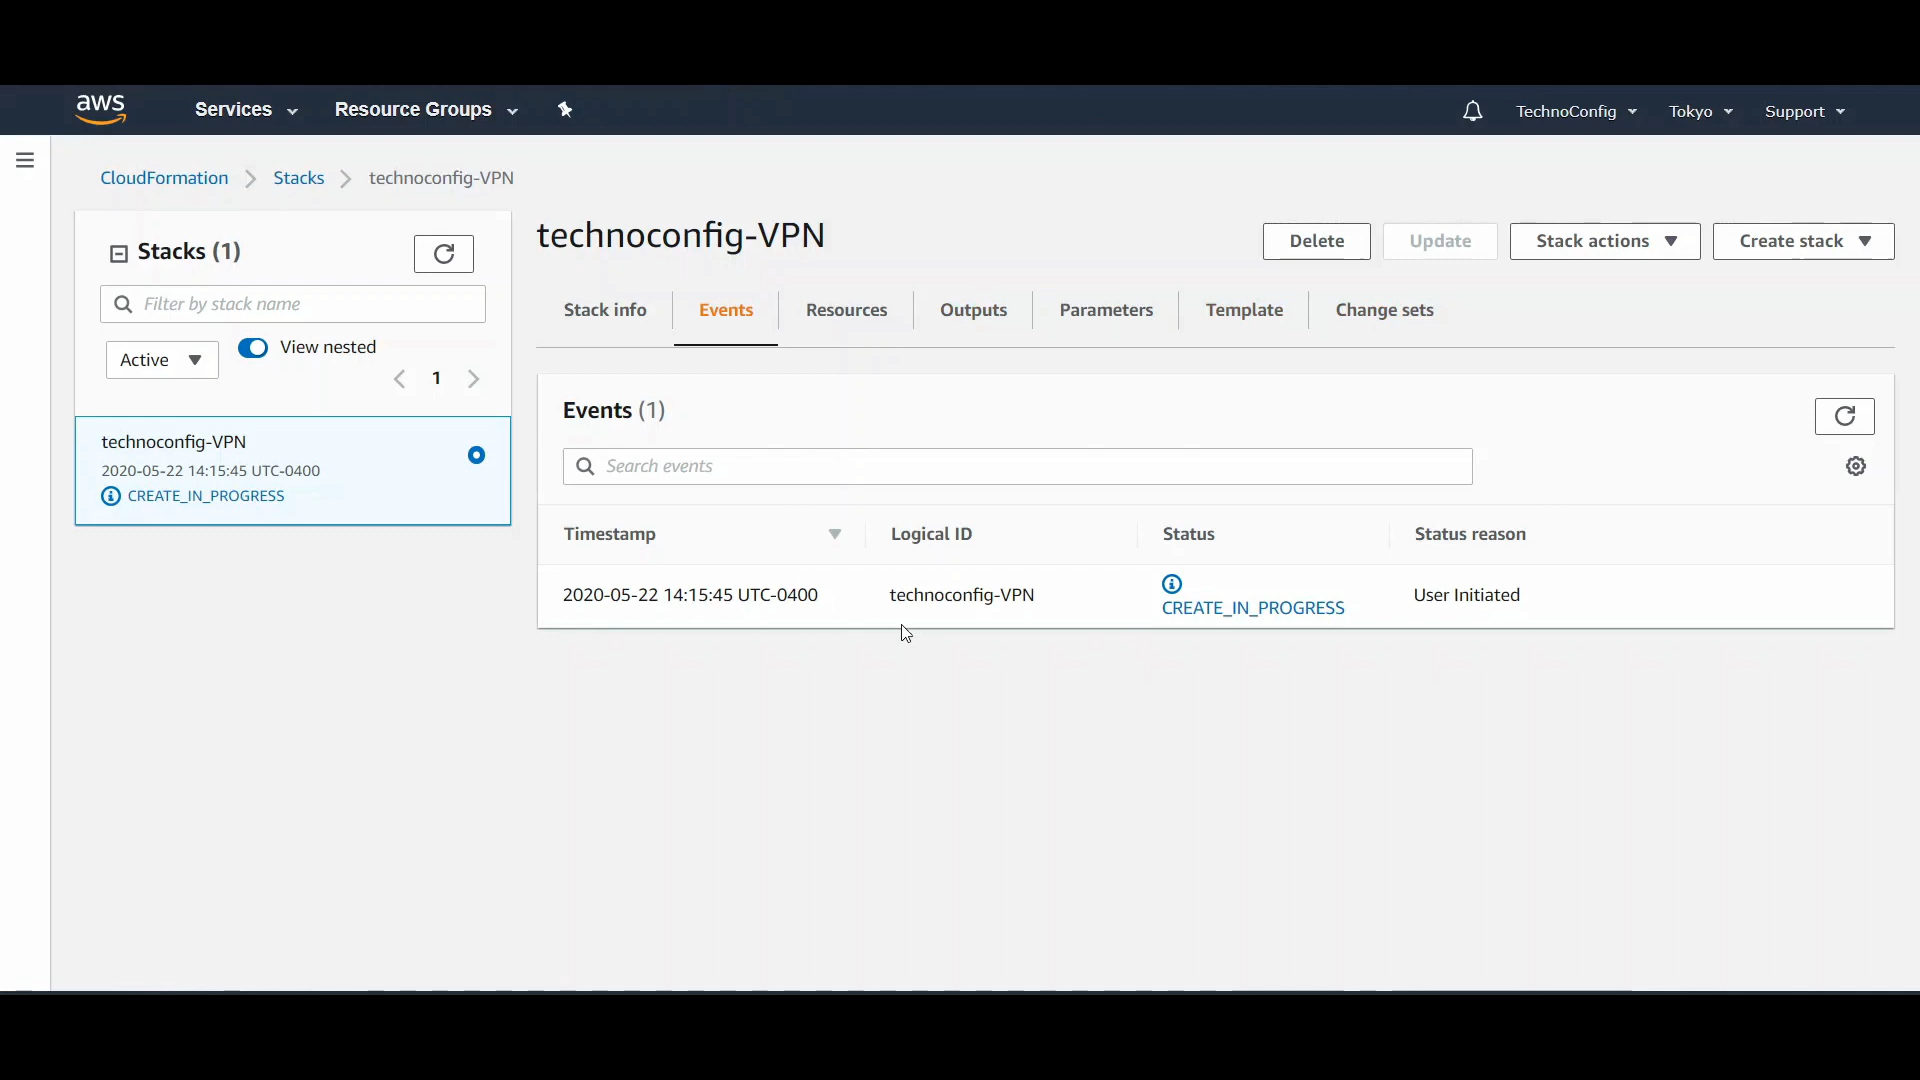 aws Services Resource Groups TechnoConfig Tokyo Support
CloudFormation Stacks technoconfig-VPN
Stacks (1)
Filter by stack name
Active View nested
1
technoconfig-VPN
2020-05-22 14:15:45 UTC-0400
CREATE_IN_PROGRESS
technoconfig-VPN
Delete Update Stack actions Create stack
Stack info Events Resources Outputs Parameters Template Change sets
Events (1)
Search events
Timestamp Logical ID Status Status reason
2020-05-22 14:15:45 UTC-0400 technoconfig-VPN CREATE_IN_PROGRESS User Initiated